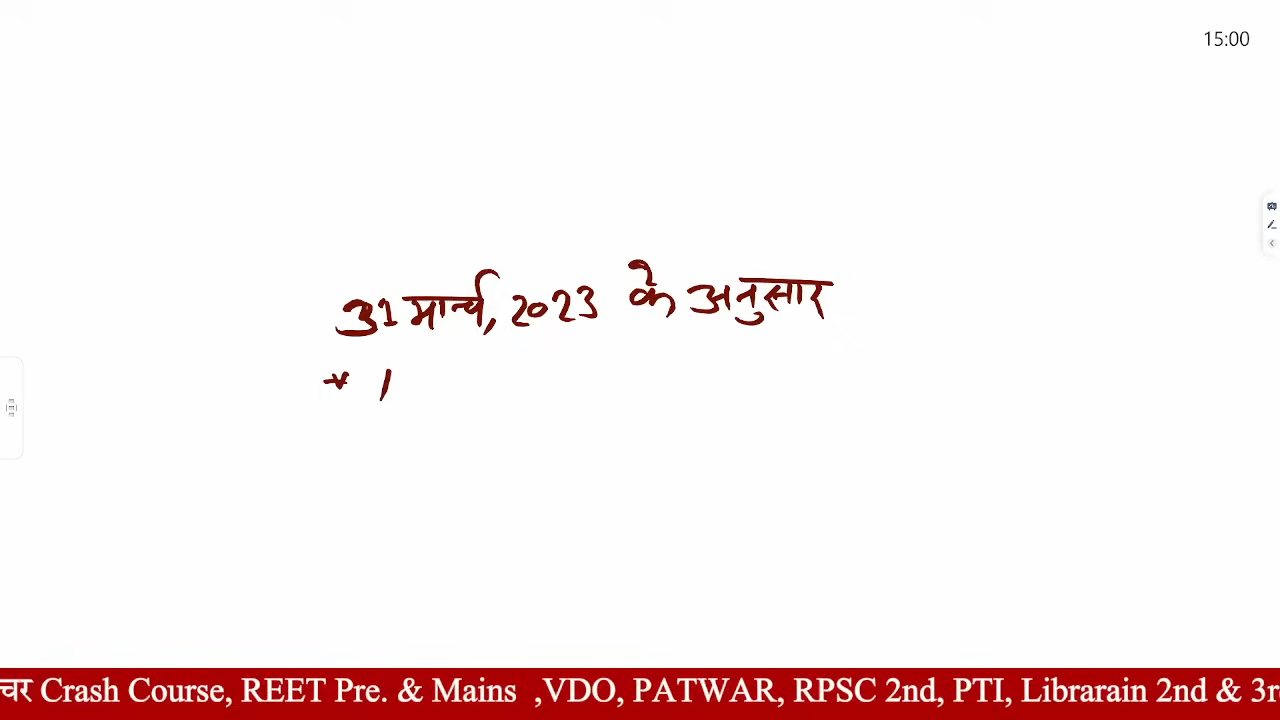 15:00
31 मार्च, 2023 के अनुसार
*
चर Crash Course, REET Pre. & Mains ,VDO, PATWAR, RPSC 2nd, PTI, Librarain 2nd & 3r